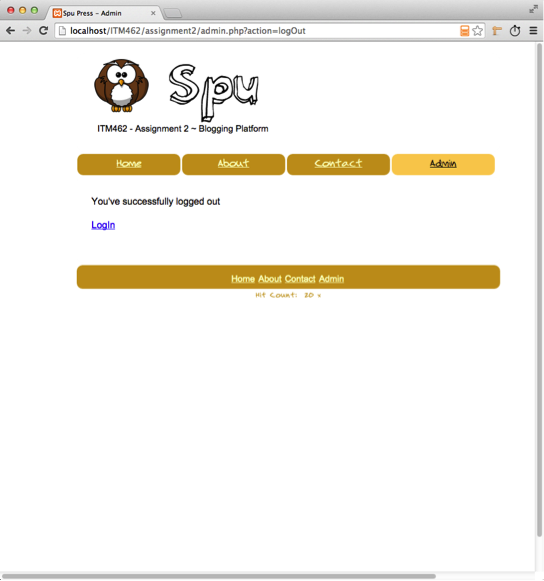 Spu Press – Admin
localhost/ITM462/assignment2/admin.php?action=logOut
Spu
ITM462 - Assignment 2 ~ Blogging Platform
Home About Contact Admin
You've successfully logged out
LogIn
Home About Contact Admin
Hit Count: 20